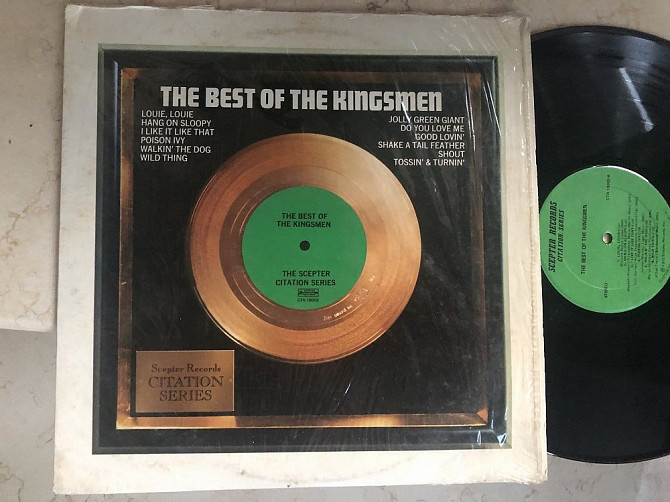 THE BEST OF THE KINGSMEN
LOUIE, LOUIE
HANG ON SLOOPY
I LIKE IT LIKE THAT
POISON IVY
WALKIN' THE DOG
WILD THING
JOLLY GREEN GIANT
DO YOU LOVE ME
GOOD LOVIN'
SHAKE A TAIL FEATHER
SHOUT
TOSSIN' & TURNIN'
THE BEST OF
THE KINGSMEN
THE SCEPTER
CITATION SERIES
Scepter Records
CITATION
SERIES
SCEPTER RECORDS
CITATION SERIES
THE BEST OF THE KINGSMEN
STEREO